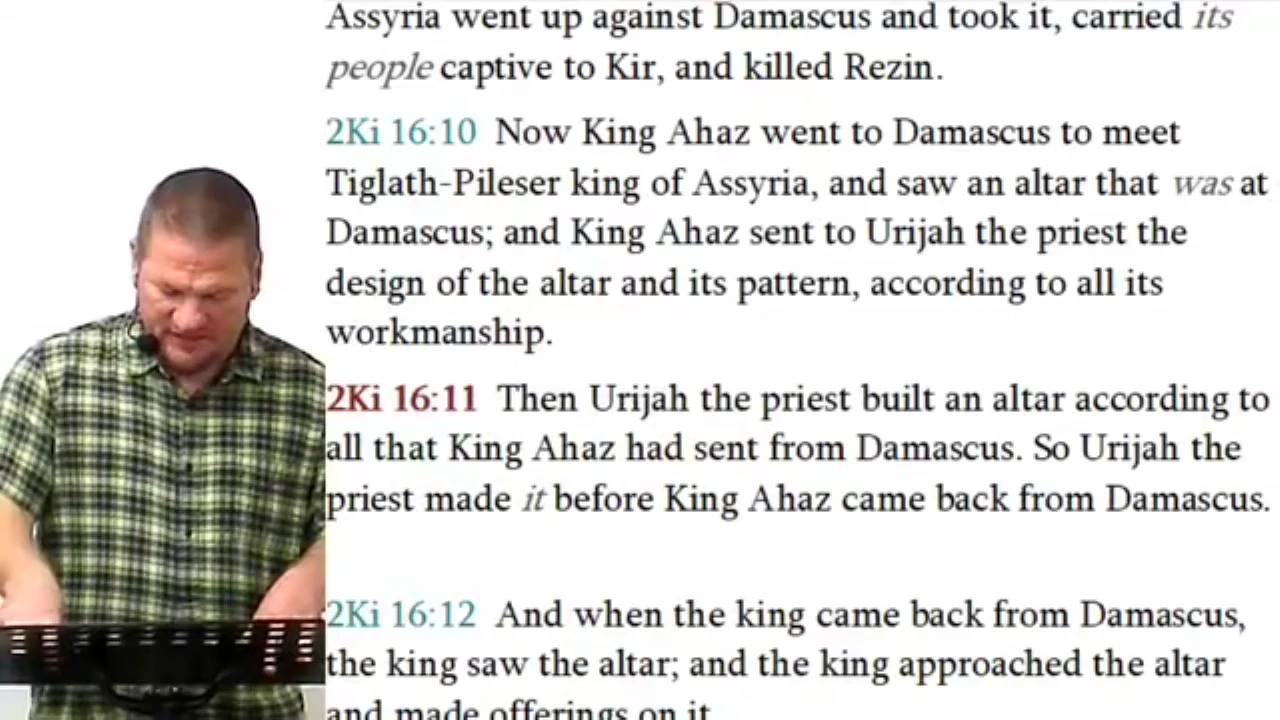 Assyria went up against Damascus and took it, carried its
people captive to Kir, and killed Rezin.
2Ki 16:10 Now King Ahaz went to Damascus to meet
Tiglath-Pileser king of Assyria, and saw an altar that was at
Damascus; and King Ahaz sent to Urijah the priest the
design of the altar and its pattern, according to all its
workmanship.
2Ki 16:11 Then Urijah the priest built an altar according to
all that King Ahaz had sent from Damascus. So Urijah the
priest made it before King Ahaz came back from Damascus.
2Ki 16:12 And when the king came back from Damascus,
the king saw the altar; and the king approached the altar
and made offerings on it.